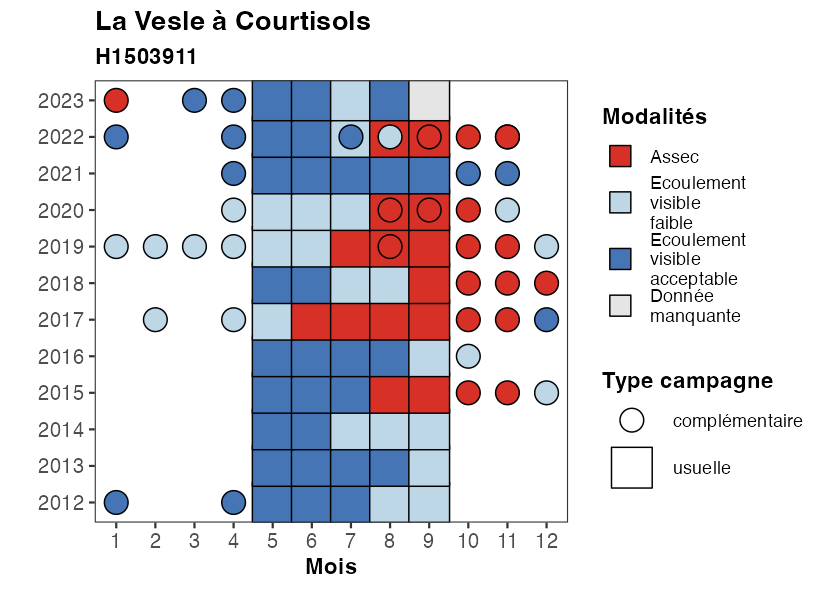 La Vesle à Courtisols
H1503911
2023
2022
2021
2020
2019
2018
2017
2016
2015
2014
2013
2012
1 2 3 4 5 6 7 8 9 10 11 12
Mois
Modalités
Assec
Ecoulement
visible
faible
Ecoulement
visible
acceptable
Donnée
manquante
Type campagne
complémentaire
usuelle